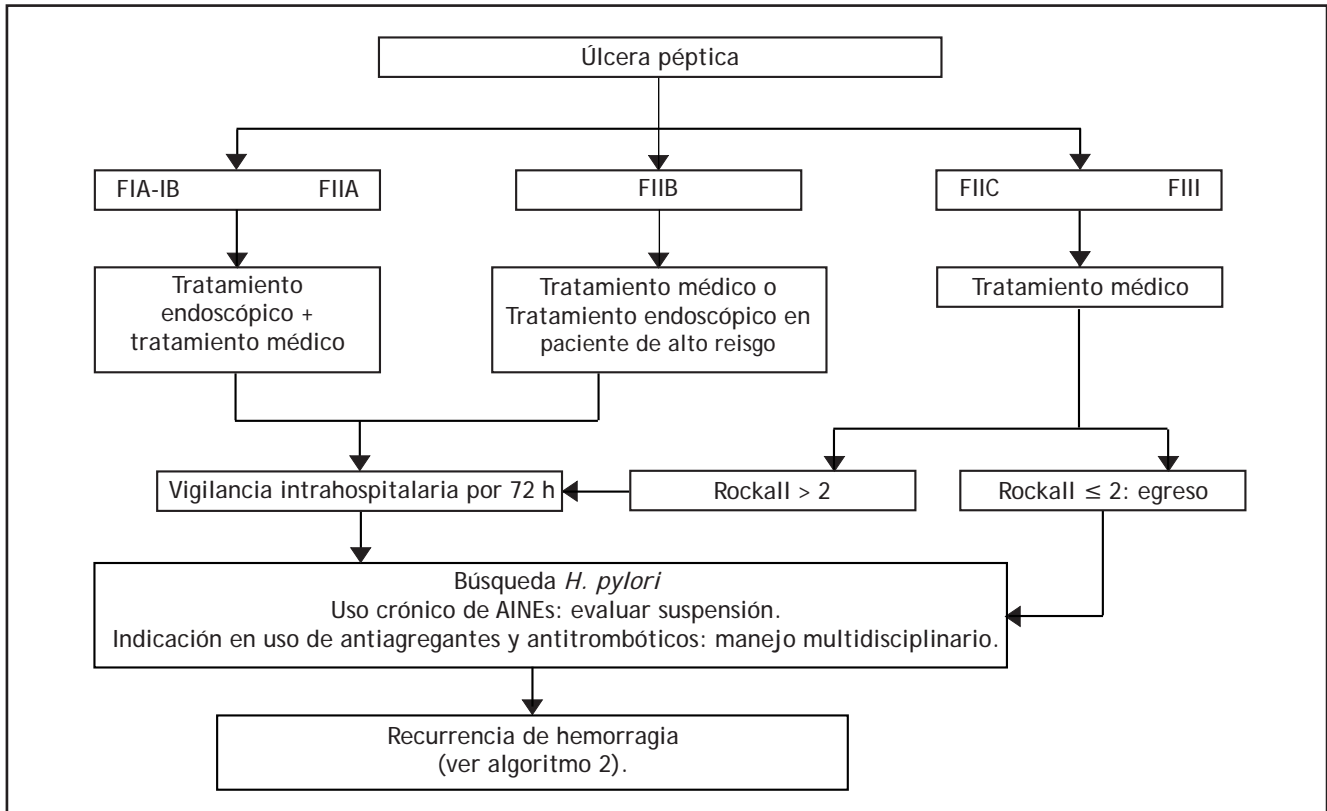 Úlcera péptica
FIA-IB FIIA
FIIB
FIIC FIII
Tratamiento
endoscópico +
tratamiento médico
Tratamiento médico o
Tratamiento endoscópico en
paciente de alto reisgo
Tratamiento médico
Vigilancia intrahospitalaria por 72 h
Rockall > 2
Rockall ≤ 2: egreso
Búsqueda H. pylori
Uso crónico de AINEs: evaluar suspensión.
Indicación en uso de antiagregantes y antitrombóticos: manejo multidisciplinario.
Recurrencia de hemorragia
(ver algoritmo 2).